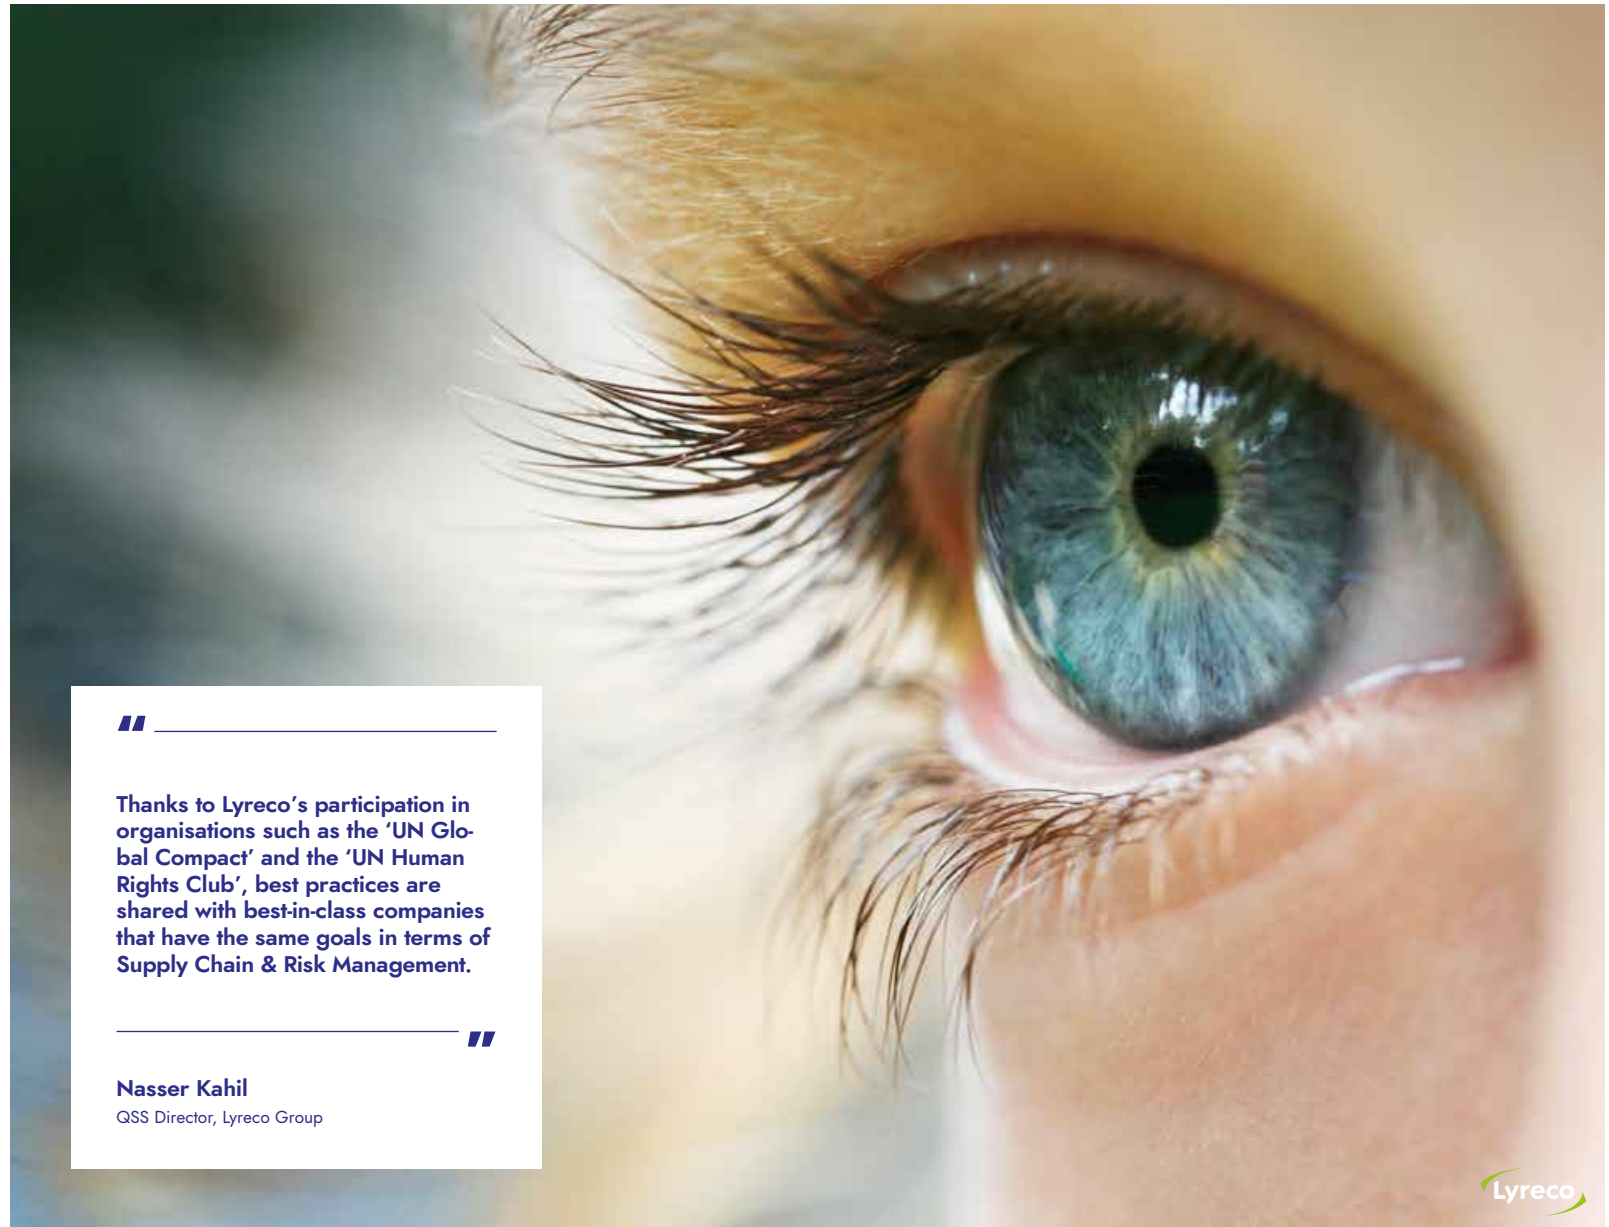 “
Thanks to Lyreco’s participation in
organisations such as the ‘UN Glo-
bal Compact’ and the ‘UN Human
Rights Club’, best practices are
shared with best-in-class companies
that have the same goals in terms of
Supply Chain & Risk Management.
”
Nasser Kahil
QSS Director, Lyreco Group
Lyreco